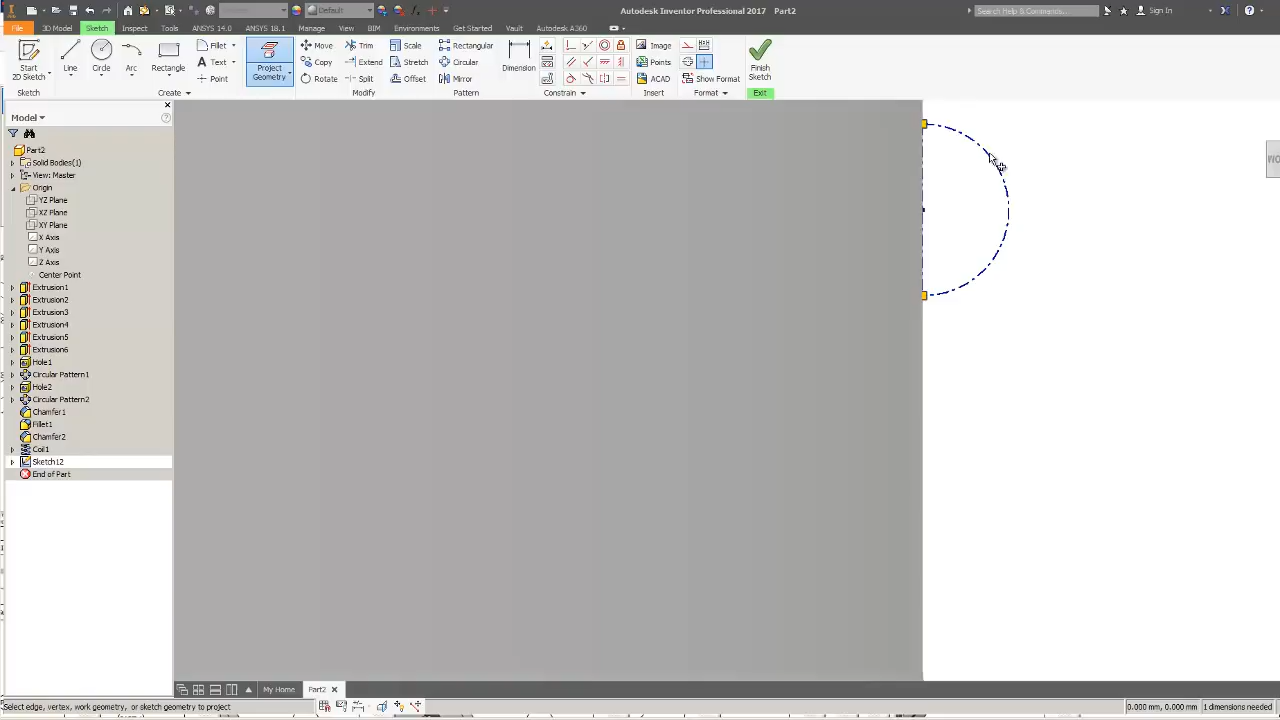 Default
Autodesk Inventor Professional 2017 Part2
Search Help & Commands...
Sign In
File
3D Model
Sketch
Inspect
Tools
ANSYS 14.0
ANSYS 18.1
Manage
View
BIM
Environments
Get Started
Vault
Autodesk A360
Start
2D Sketch
Line
Circle
Arc
Rectangle
Fillet
Text
Point
Project
Geometry
Move
Copy
Rotate
Trim
Extend
Split
Scale
Stretch
Offset
Rectangular
Circular
Mirror
Dimension
Image
Points
ACAD
Show Format
Finish
Sketch
Sketch
Create
Modify
Pattern
Constrain
Insert
Format
Exit
Model
Part2
Solid Bodies(1)
View: Master
Origin
YZ Plane
XZ Plane
XY Plane
X Axis
Y Axis
Z Axis
Center Point
Extrusion1
Extrusion2
Extrusion3
Extrusion4
Extrusion5
Extrusion6
Hole1
Circular Pattern1
Hole2
Circular Pattern2
Chamfer1
Fillet1
Chamfer2
Coil1
Sketch12
End of Part
My Home
Part2
Select edge, vertex, work geometry, or sketch geometry to project
0.000 mm, 0.000 mm
1 dimensions needed